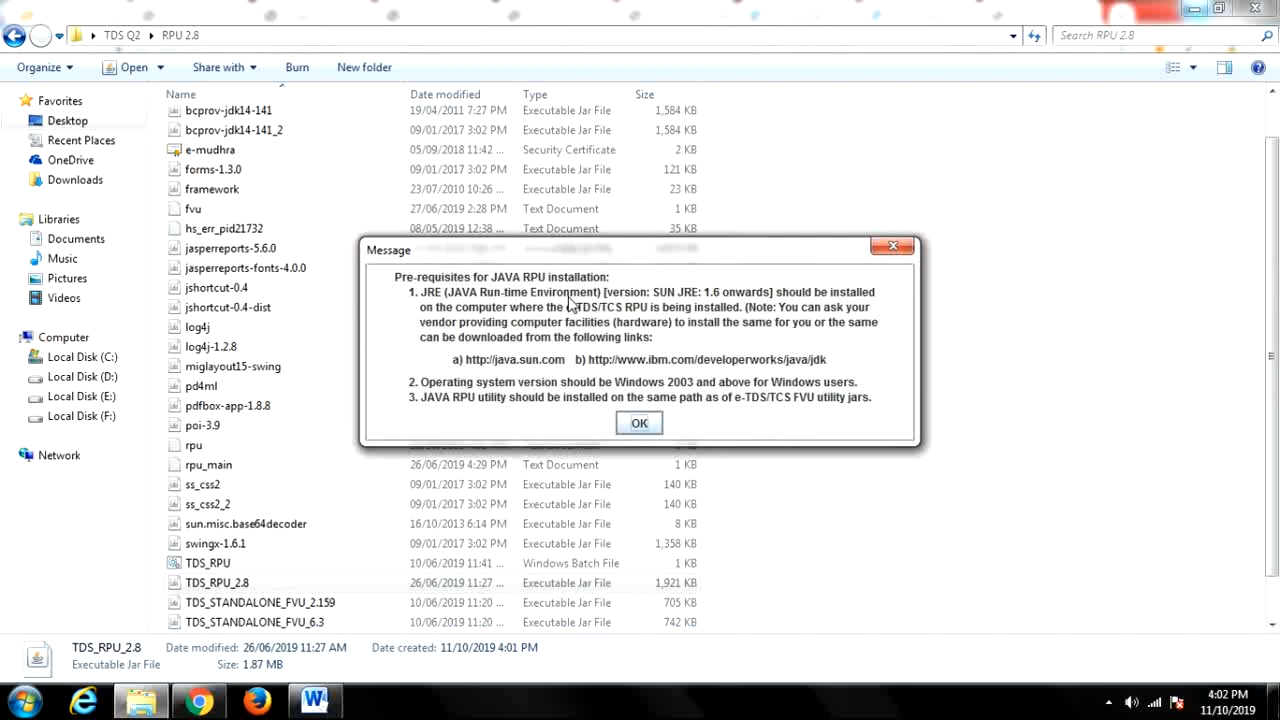 TDS Q2 RPU 2.8
Search RPU 2.8
Organize Open Share with Burn New folder
Name Date modified Type Size
Favorites
Desktop
Recent Places
OneDrive
Downloads
Libraries
Documents
Music
Pictures
Videos
Computer
Local Disk (C:)
Local Disk (D:)
Local Disk (E:)
Local Disk (F:)
Network
bcprov-jdk14-141 19/04/2011 7:27 PM Executable Jar File 1,584 KB
bcprov-jdk14-141_2 09/01/2017 3:02 PM Executable Jar File 1,584 KB
e-mudhra 05/09/2018 11:42 ... Security Certificate 2 KB
forms-1.3.0 09/01/2017 3:02 PM Executable Jar File 121 KB
framework 23/07/2010 10:26 ... Executable Jar File 23 KB
fvu 27/06/2019 2:28 PM Text Document 1 KB
hs_err_pid21732 08/05/2019 12:38 ... Text Document 35 KB
jasperreports-5.6.0
jasperreports-fonts-4.0.0
jshortcut-0.4
jshortcut-0.4-dist
log4j
log4j-1.2.8
miglayout15-swing
pd4ml
pdfbox-app-1.8.8
poi-3.9
rpu
rpu_main 26/06/2019 4:29 PM Text Document 1 KB
ss_css2 09/01/2017 3:02 PM Executable Jar File 140 KB
ss_css2_2 09/01/2017 3:02 PM Executable Jar File 140 KB
sun.misc.base64decoder 16/10/2013 6:14 PM Executable Jar File 8 KB
swingx-1.6.1 09/01/2017 3:02 PM Executable Jar File 1,358 KB
TDS_RPU 10/06/2019 11:41 ... Windows Batch File 1 KB
TDS_RPU_2.8 26/06/2019 11:27 ... Executable Jar File 1,921 KB
TDS_STANDALONE_FVU_2.159 10/06/2019 11:20 ... Executable Jar File 705 KB
TDS_STANDALONE_FVU_6.3 10/06/2019 11:20 ... Executable Jar File 742 KB
Message
Pre-requisites for JAVA RPU installation:
1. JRE (JAVA Run-time Environment) [version: SUN JRE: 1.6 onwards] should be installed
on the computer where the e-TDS/TCS RPU is being installed. (Note: You can ask your
vendor providing computer facilities (hardware) to install the same for you or the same
can be downloaded from the following links:
a) http://java.sun.com b) http://www.ibm.com/developerworks/java/jdk
2. Operating system version should be Windows 2003 and above for Windows users.
3. JAVA RPU utility should be installed on the same path as of e-TDS/TCS FVU utility jars.
OK
TDS_RPU_2.8 Date modified: 26/06/2019 11:27 AM Date created: 11/10/2019 4:01 PM
Executable Jar File Size: 1.87 MB
4:02 PM
11/10/2019